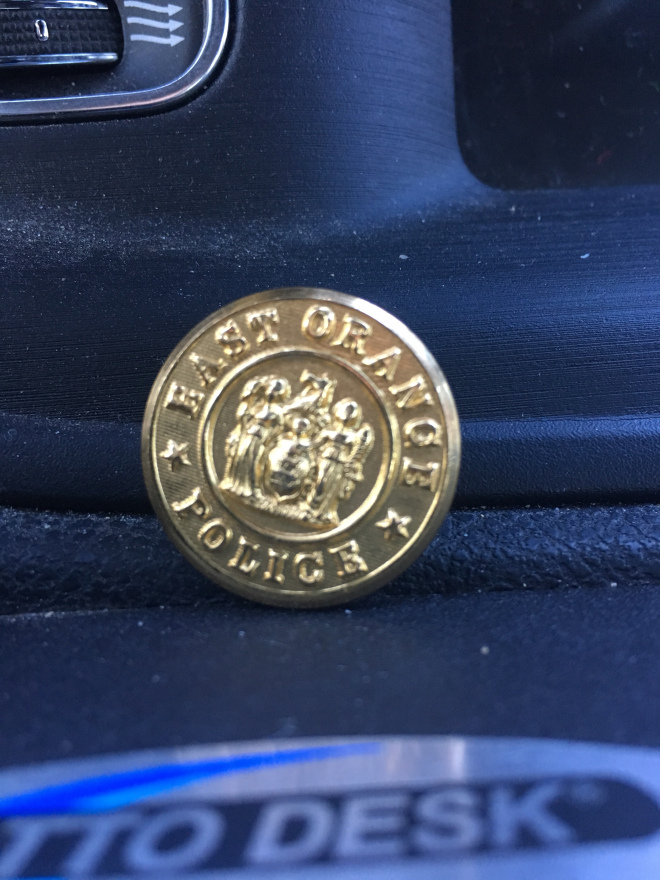 EAST ORANGE
POLICE
TTO DESK